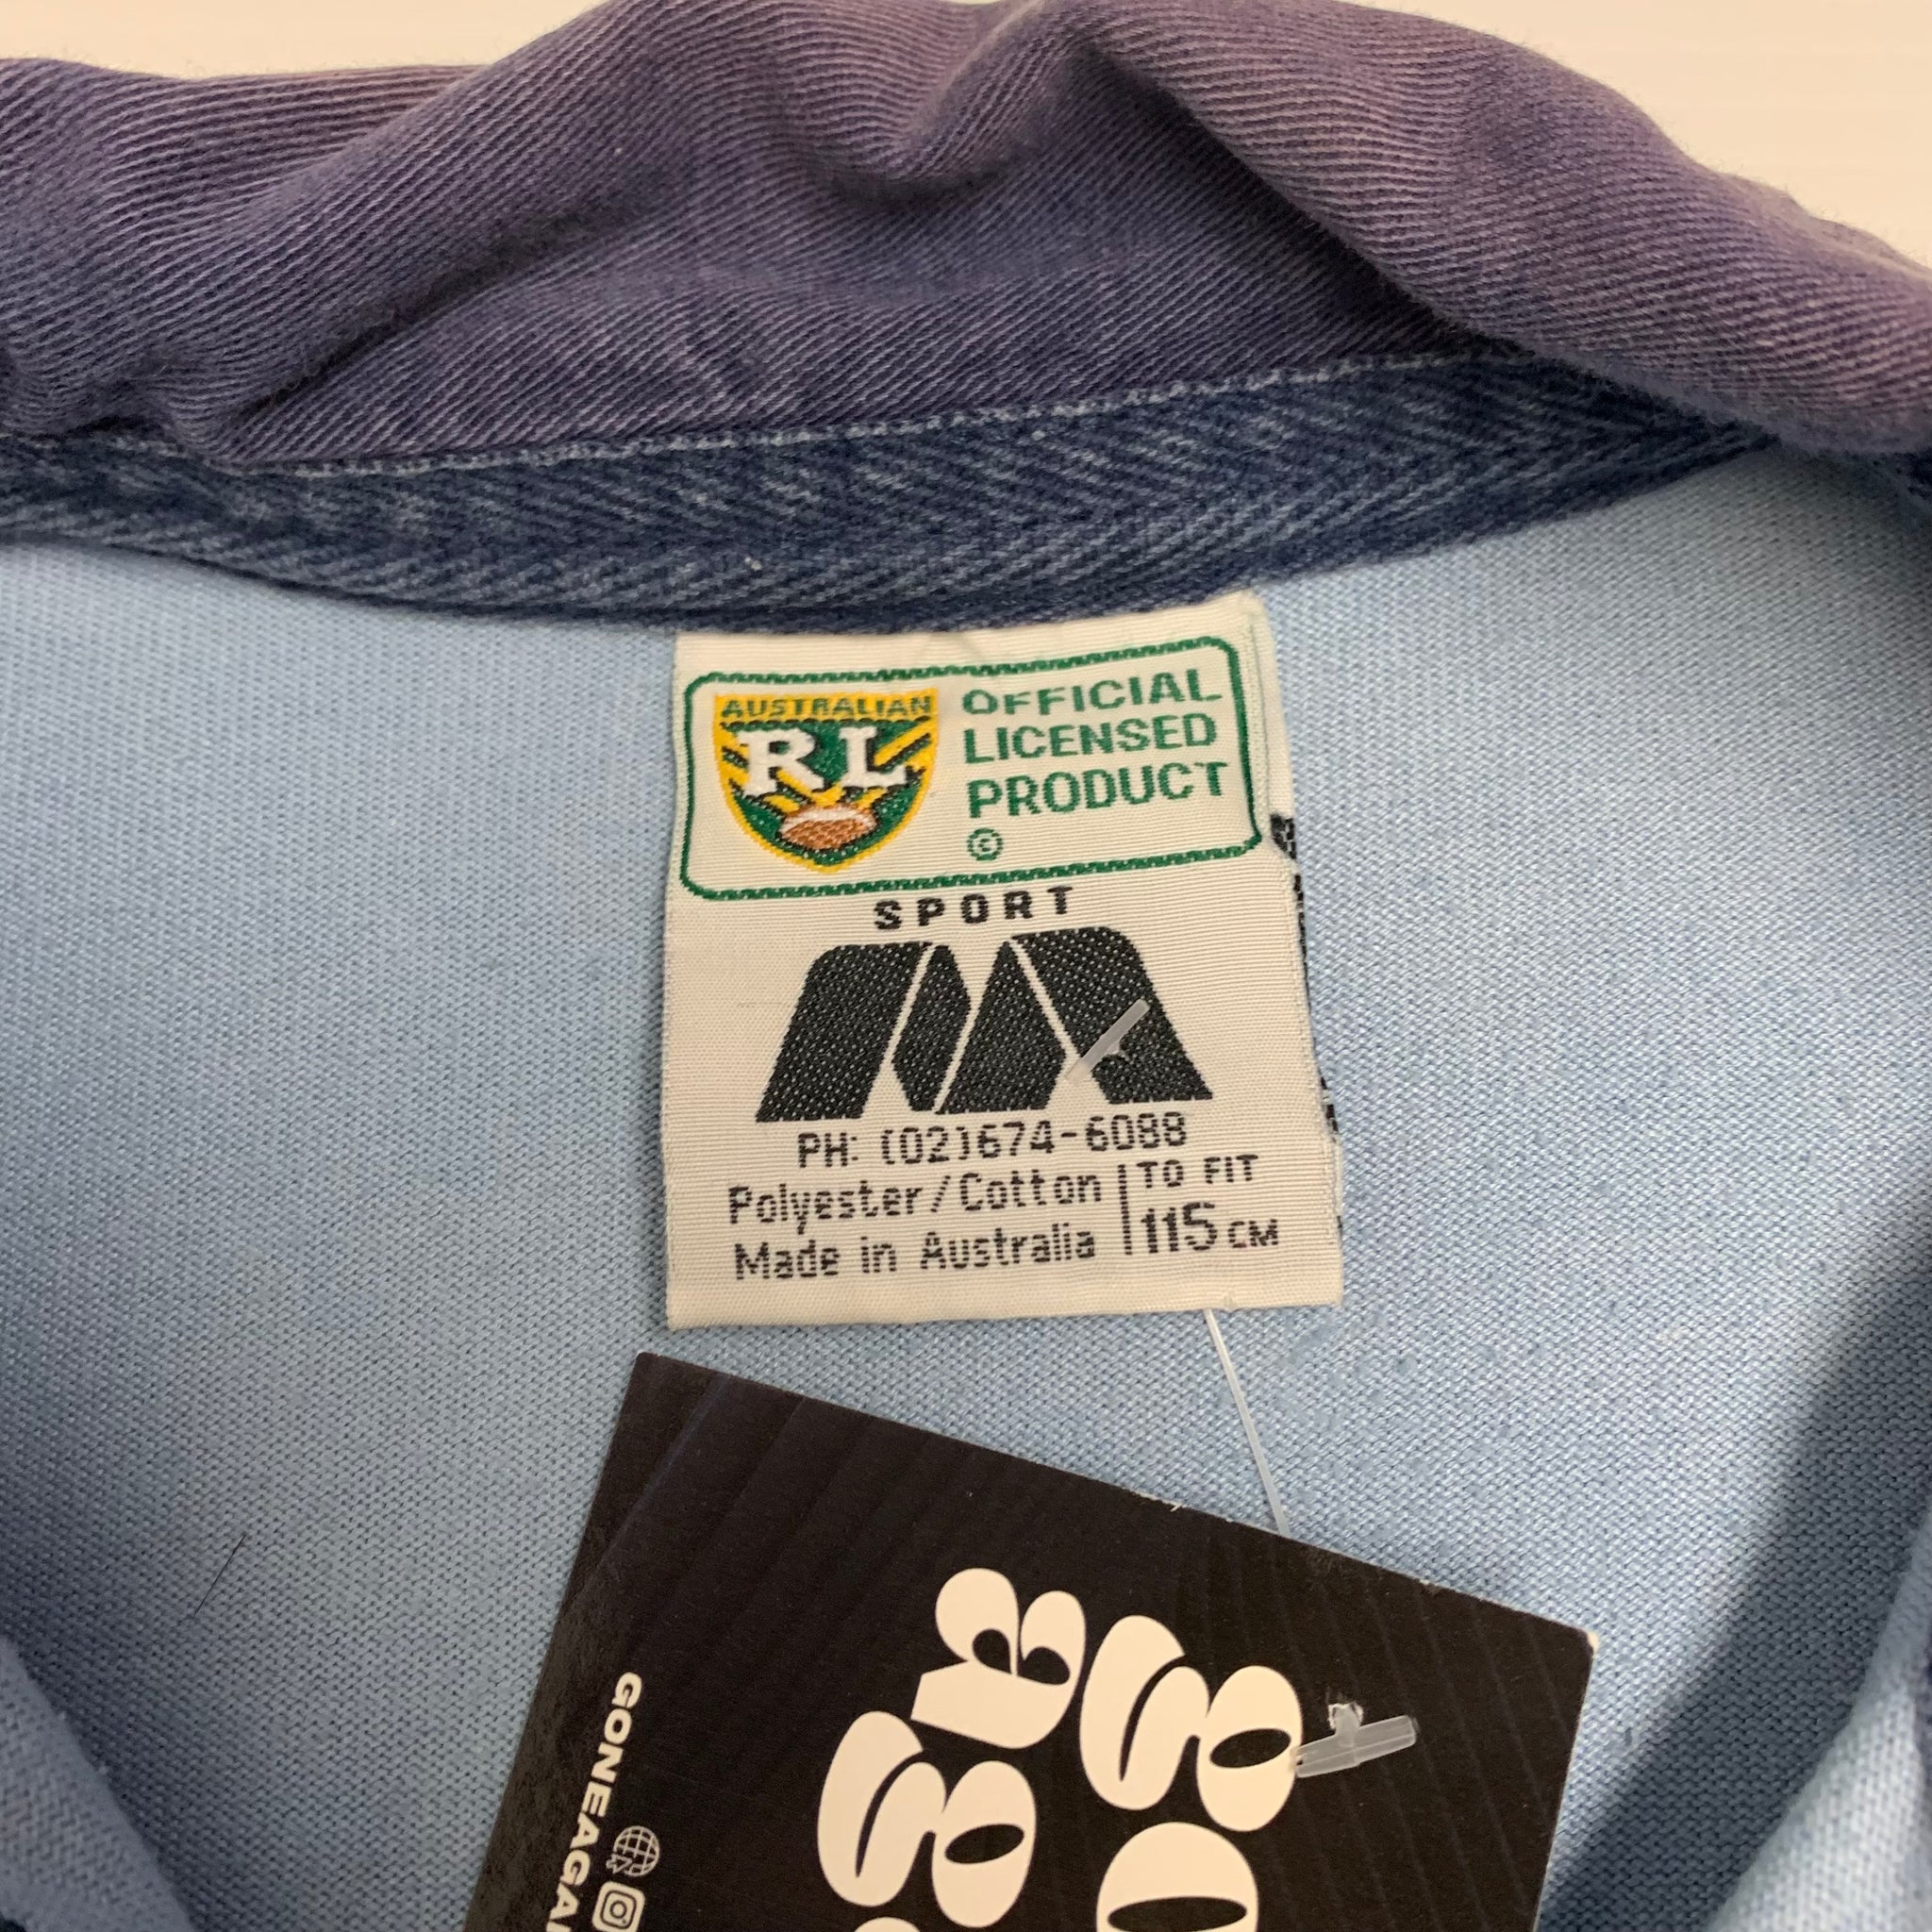 AUSTRALIAN
RL
OFFICIAL
LICENSED
PRODUCT
©
SPORT
PH: (02)674-6088
Polyester/Cotton
Made in Australia
TO FIT
115 CM